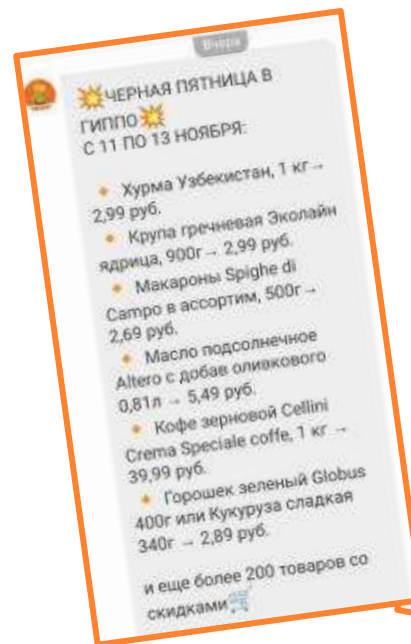 Вчера
💥ЧЕРНАЯ ПЯТНИЦА В
ГИППО💥
С 11 ПО 13 НОЯБРЯ:
🔸 Хурма Узбекистан, 1 кг→
2,99 руб.
🔸 Крупа гречневая Эколайн
ядрица, 900г→ 2,99 руб.
🔸 Макароны Spighe di
Campo в ассортим, 500г→
2,69 руб.
🔸 Масло подсолнечное
Altero с добав оливкового
0,81л → 5,49 руб.
🔸 Кофе зерновой Cellini
Crema Speciale coffe, 1 кг →
39,99 руб.
🔸 Горошек зеленый Globus
400г или Кукуруза сладкая
340г → 2,89 руб.
и еще более 200 товаров со
скидками🛒